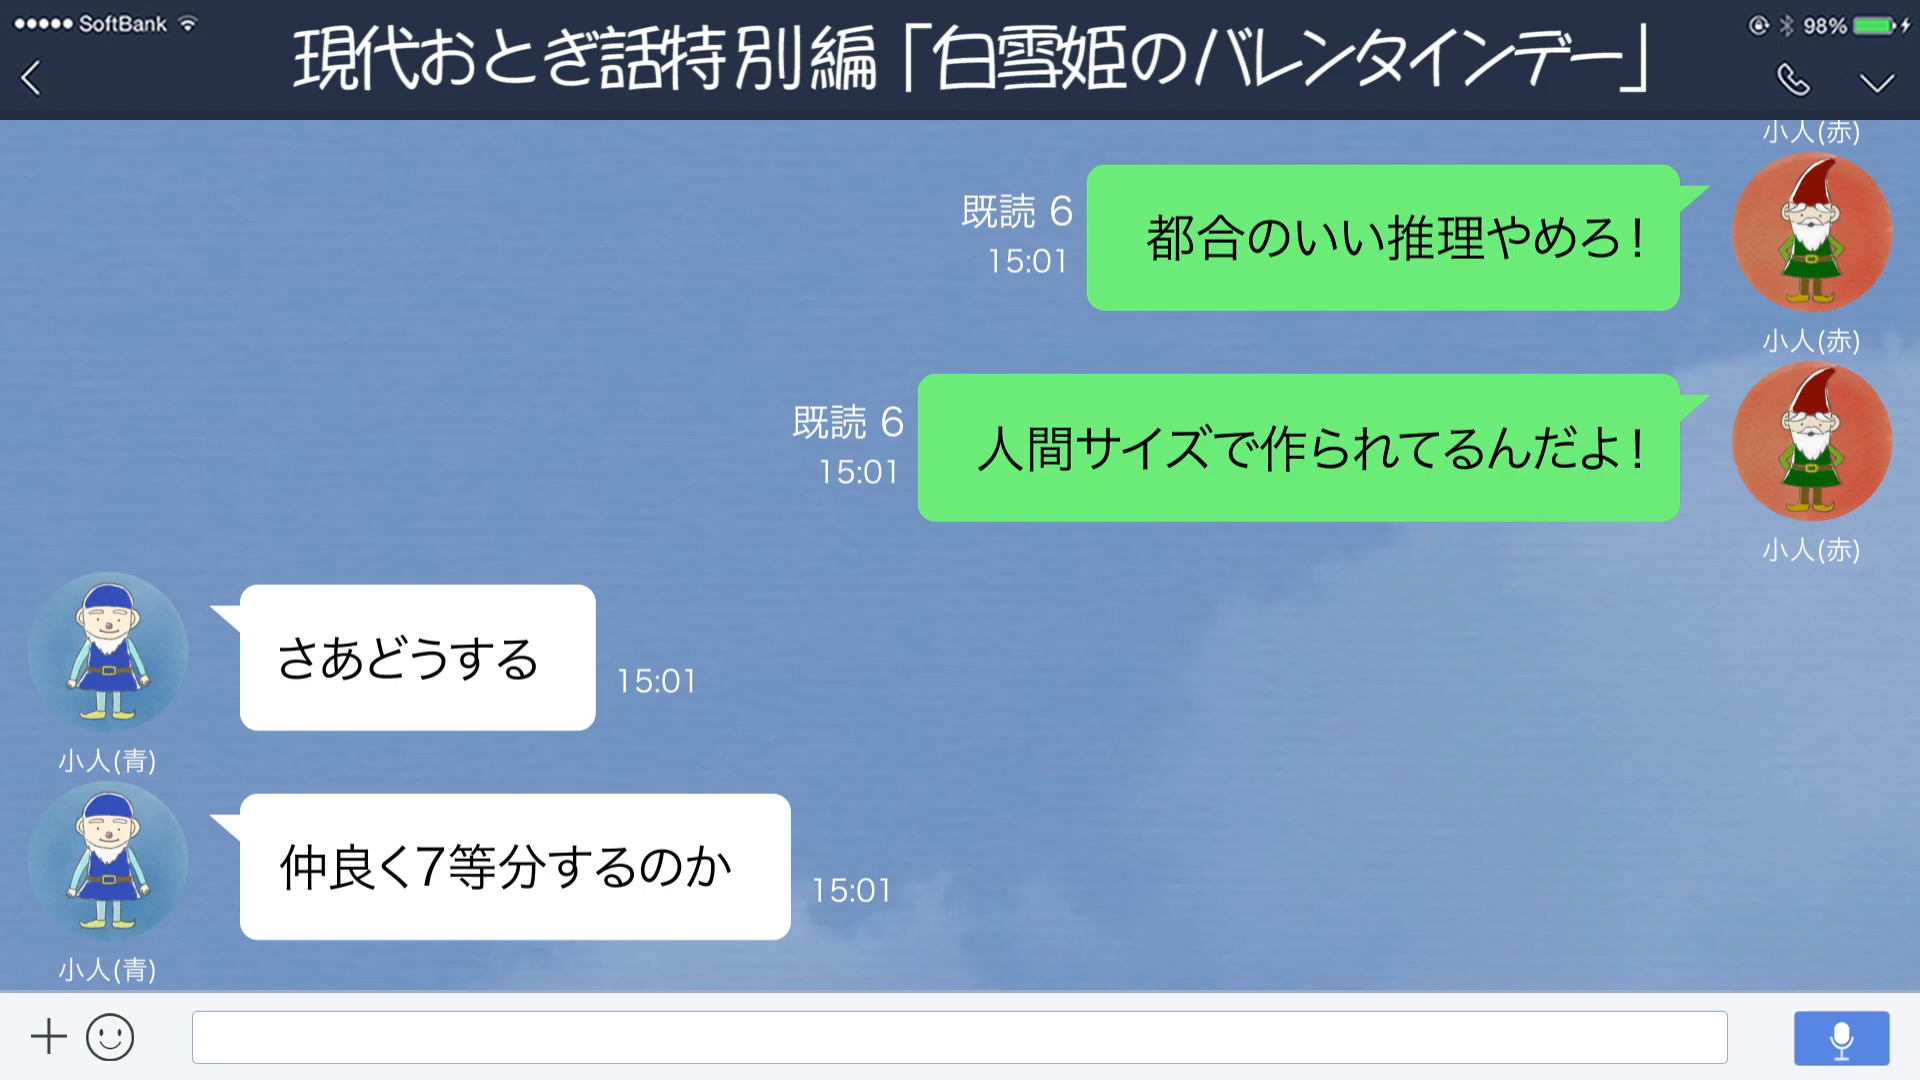 SoftBank
98%
現代おとぎ話特別編「白雪姫のバレンタインデー」
小人(赤)
都合のいい推理やめろ！
既読 6
15:01
小人(赤)
人間サイズで作られてるんだよ！
既読 6
15:01
小人(赤)
さあどうする
15:01
小人(青)
仲良く7等分するのか
15:01
小人(青)